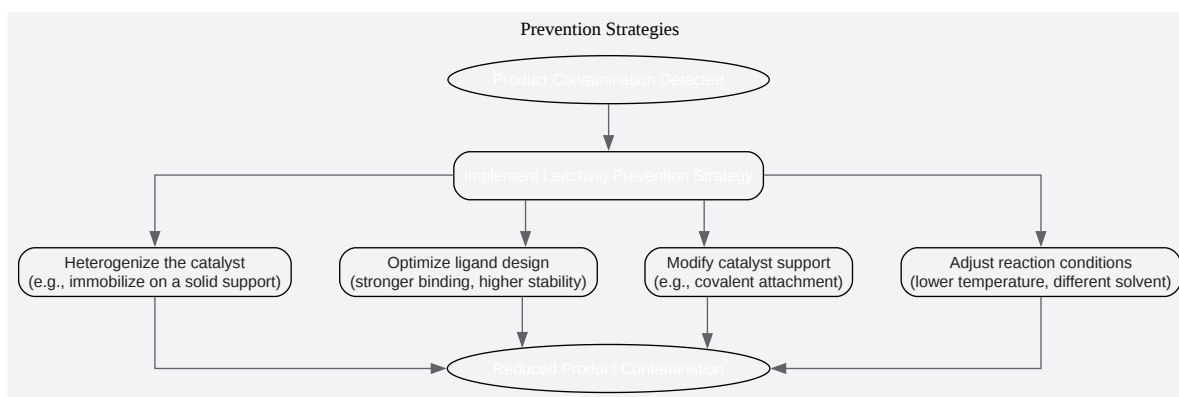 Prevention Strategies
Product Contamination Detected
Implement Leaching Prevention Strategy
Heterogenize the catalyst
(e.g., immobilize on a solid support)
Optimize ligand design
(stronger binding, higher stability)
Modify catalyst support
(e.g., covalent attachment)
Adjust reaction conditions
(lower temperature, different solvent)
Reduced Product Contamination